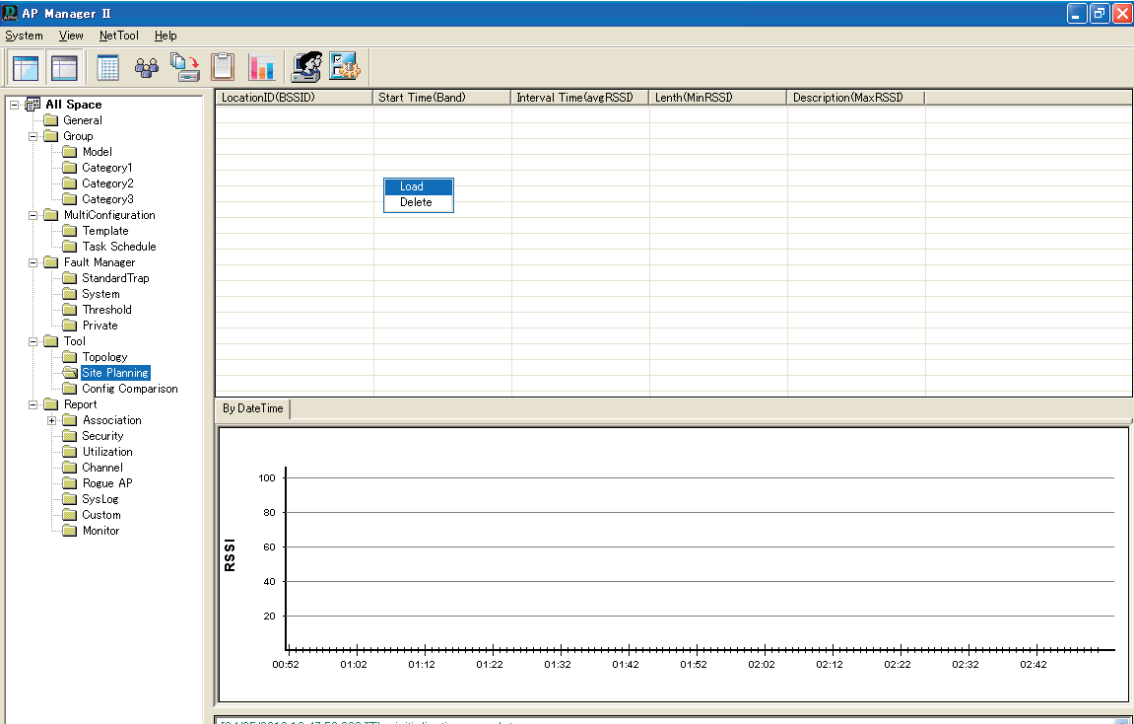 AP Manager II
System View NetTool Help
All Space
General
Group
Model
Category1
Category2
Category3
MultiConfiguration
Template
Task Schedule
Fault Manager
StandardTrap
System
Threshold
Private
Tool
Topology
Site Planning
Config Comparison
Report
Association
Security
Utilization
Channel
Rogue AP
SysLog
Custom
Monitor
LocationID(BSSID) Start Time(Band) Interval Time(avgRSSI) Lenth(MinRSSI) Description(MaxRSSI)
Load
Delete
By DateTime
RSSI
100
80
60
40
20
00:52 01:02 01:12 01:22 01:32 01:42 01:52 02:02 02:12 02:22 02:32 02:42